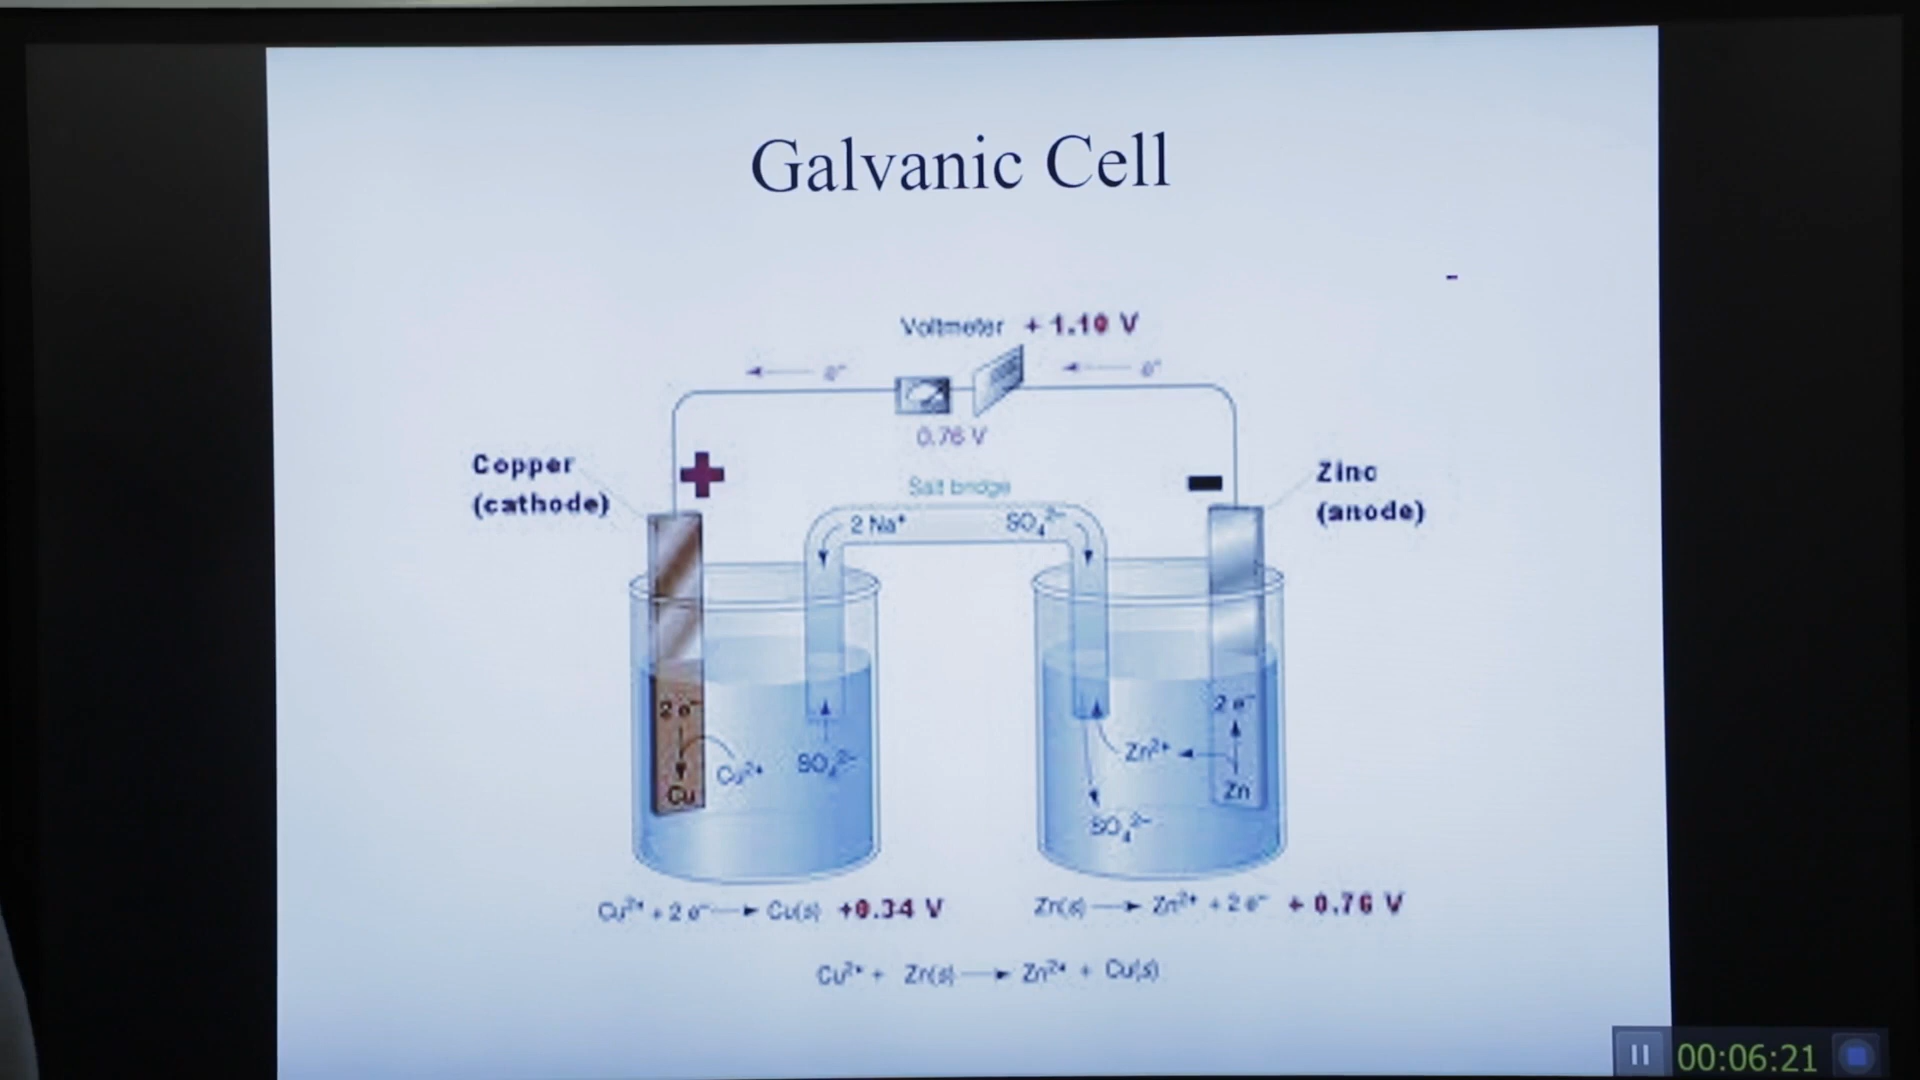 Galvanic Cell
Voltmeter + 1.10 V
e⁻ e⁻
0.76 V
Copper
(cathode)
+
-
Zinc
(anode)
Salt bridge
2 Na⁺ SO₄²⁻
2 e⁻
Cu
Cu²⁺
SO₄²⁻
Zn²⁺
SO₄²⁻
2 e⁻
Zn
Cu²⁺ + 2 e⁻ → Cu(s) +0.34 V
Zn(s) → Zn²⁺ + 2 e⁻ + 0.76 V
Cu²⁺ + Zn(s) → Zn²⁺ + Cu(s)
00:06:21